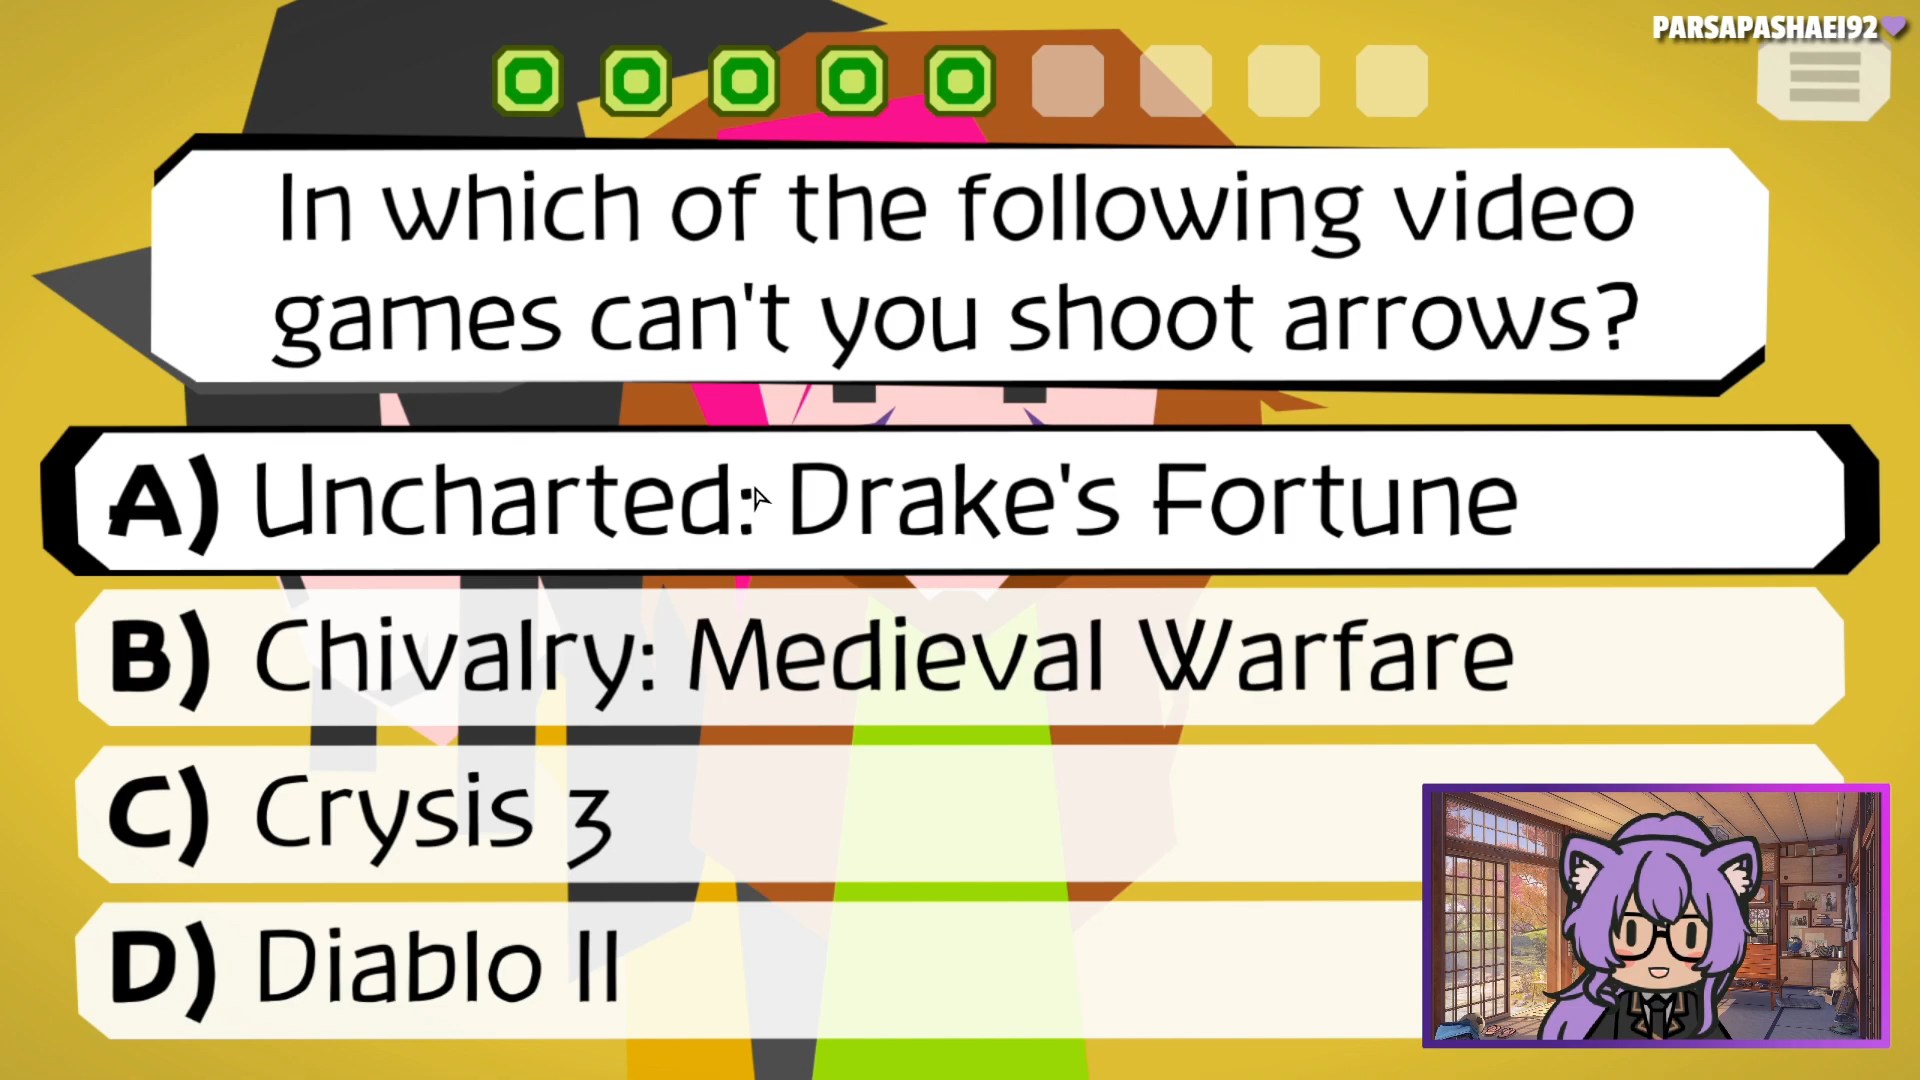 PARSAPASHAEI92
In which of the following video
games can't you shoot arrows?
A) Uncharted: Drake's Fortune
B) Chivalry: Medieval Warfare
C) Crysis 3
D) Diablo II